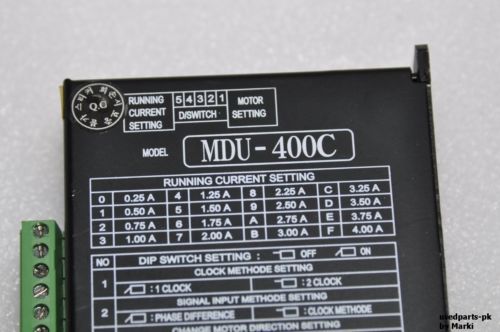 Q.C
RUNNING CURRENT SETTING
5 4 3 2 1
D/SWITCH
MOTOR SETTING
MODEL MDU-400C
RUNNING CURRENT SETTING
0 0.25 A 4 1.25 A 8 2.25 A C 3.25 A
1 0.50 A 5 1.50 A 9 2.50 A D 3.50 A
2 0.75 A 6 1.75 A A 2.75 A E 3.75 A
3 1.00 A 7 2.00 A B 3.00 A F 4.00 A
NO DIP SWITCH SETTING : OFF / ON
CLOCK METHODE SETTING
1 : 1 CLOCK : 2 CLOCK
SIGNAL INPUT METHODE SETTING
2 : PHASE DIFFERENCE : CLOCK METHODE
CHANGE MOTOR DIRECTION SETTING
usedparts-pk
by Marki